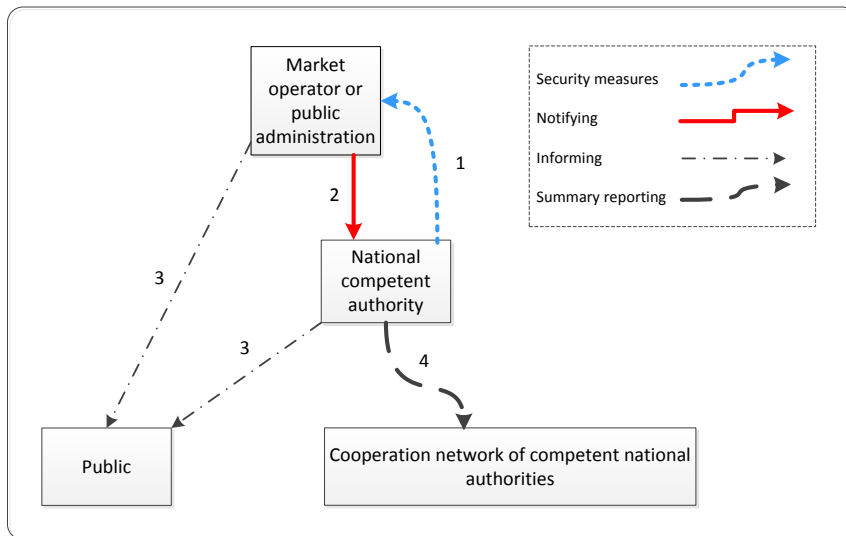 Market
operator or
public
administration
Security measures
Notifying
Informing
Summary reporting
1
2
National
competent
authority
3
3
4
Public
Cooperation network of competent national
authorities